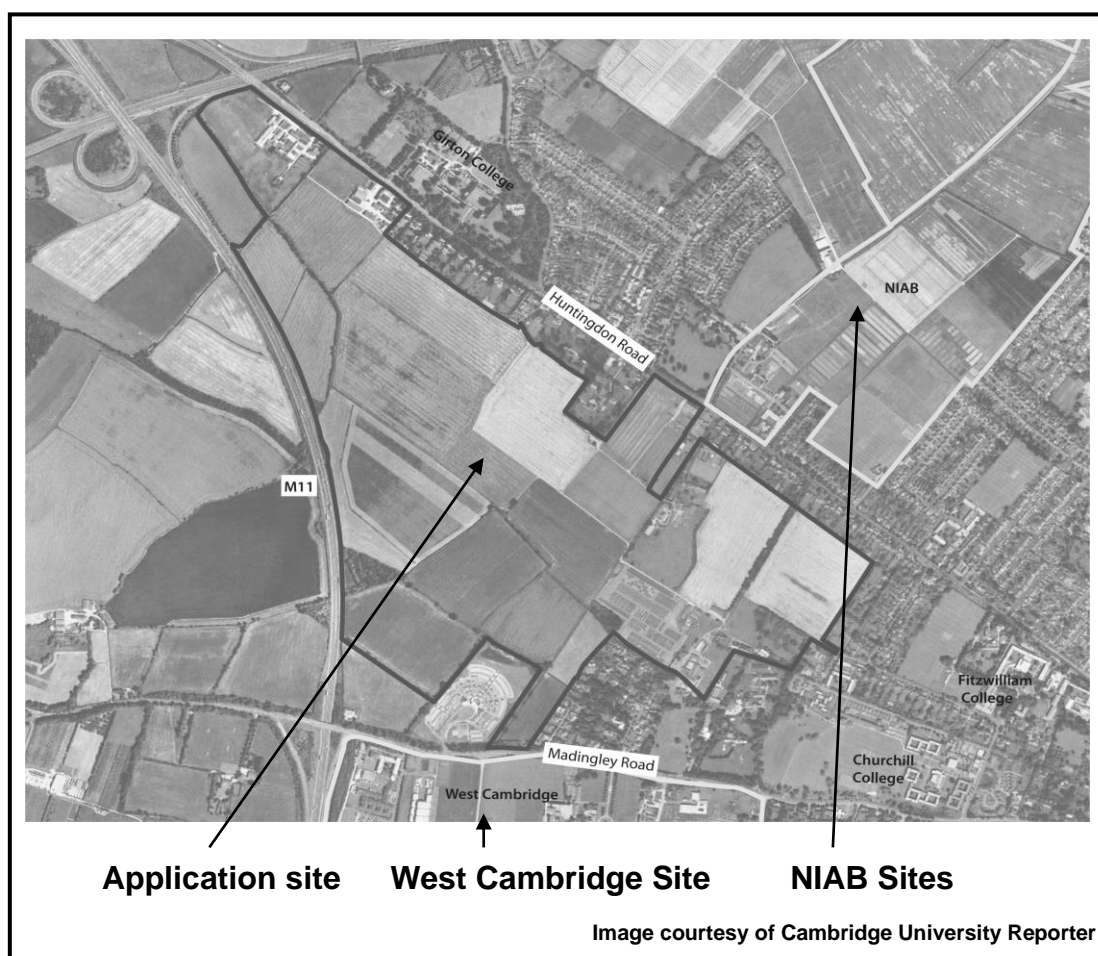 Girton College
NIAB
Huntingdon Road
M11
Fitzwilliam
College
Madingley Road
Churchill
College
West Cambridge
Application site
West Cambridge Site
NIAB Sites
Image courtesy of Cambridge University Reporter